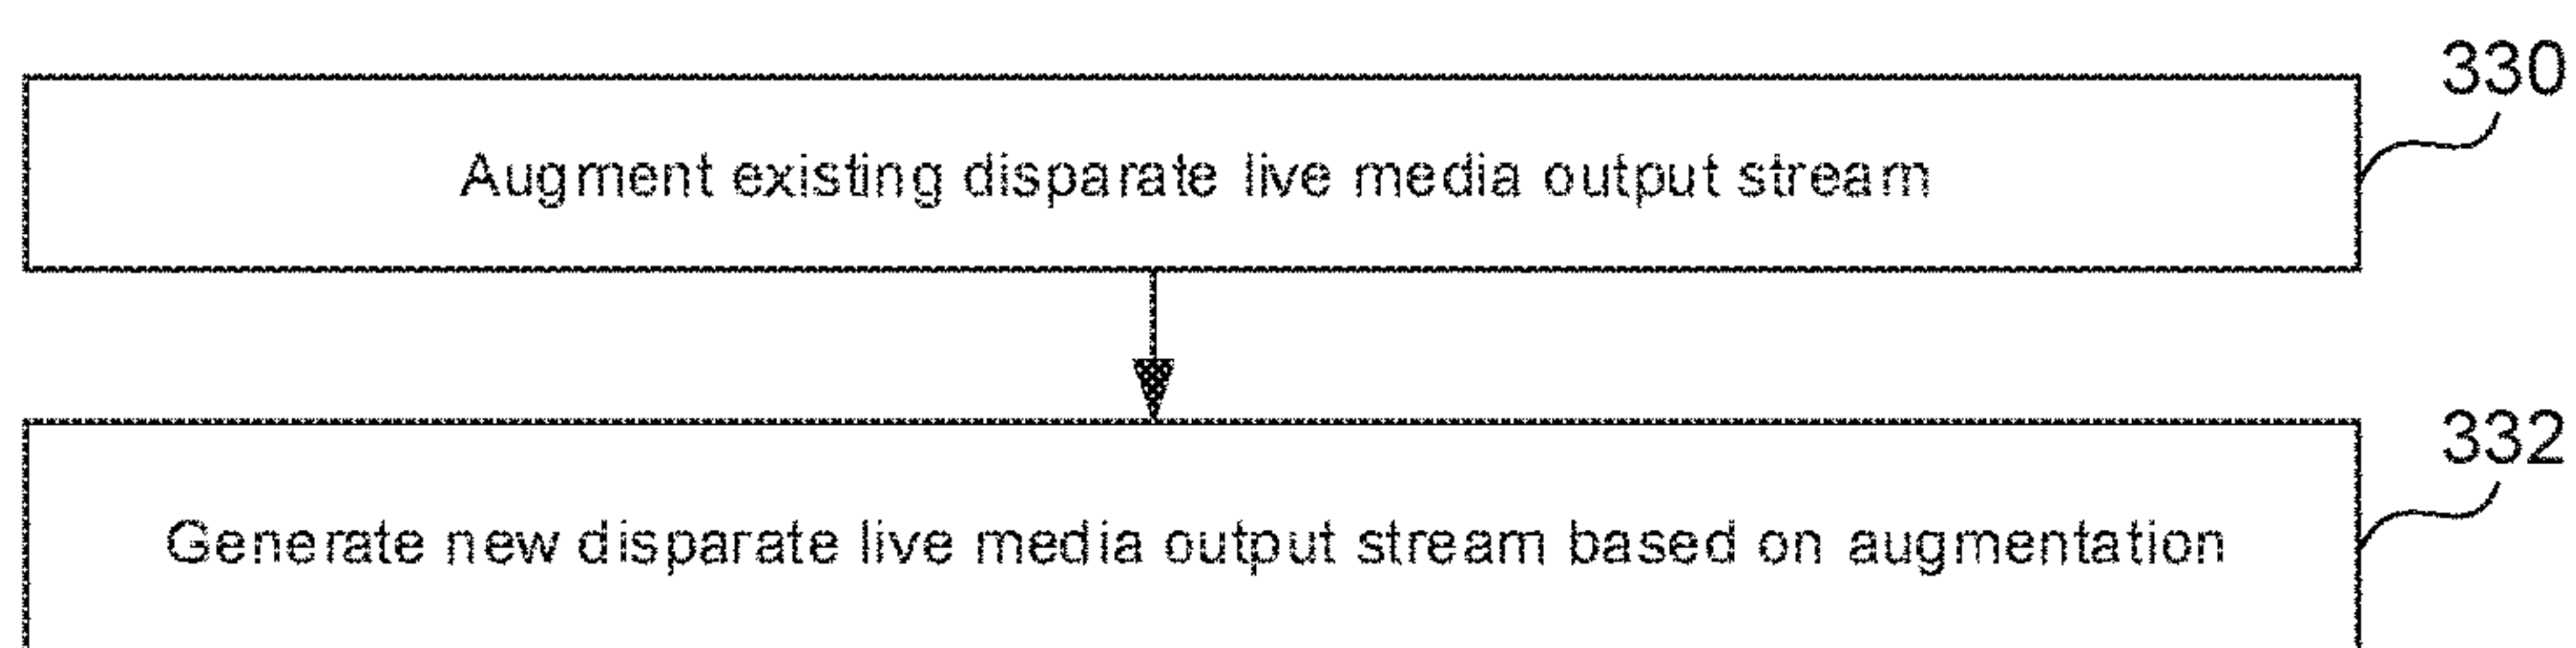 330
Augment existing disparate live media output stream
332
Generate new disparate live media output stream based on augmentation